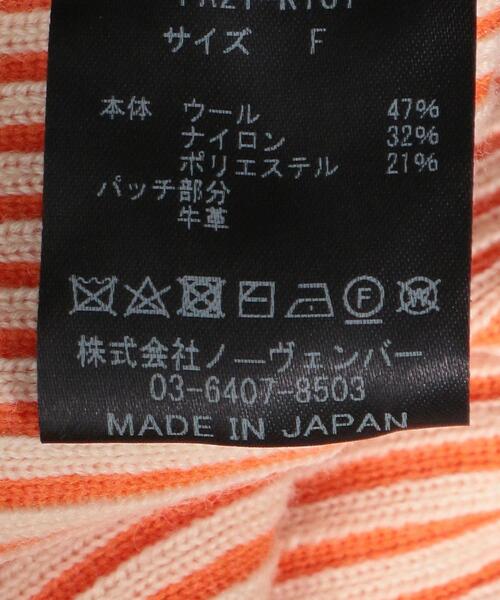 サイズ F
本体 ウール 47%
ナイロン 32%
ポリエステル 21%
パッチ部分
牛革
F W
株式会社ノーヴェンバー
03-6407-8503
MADE IN JAPAN